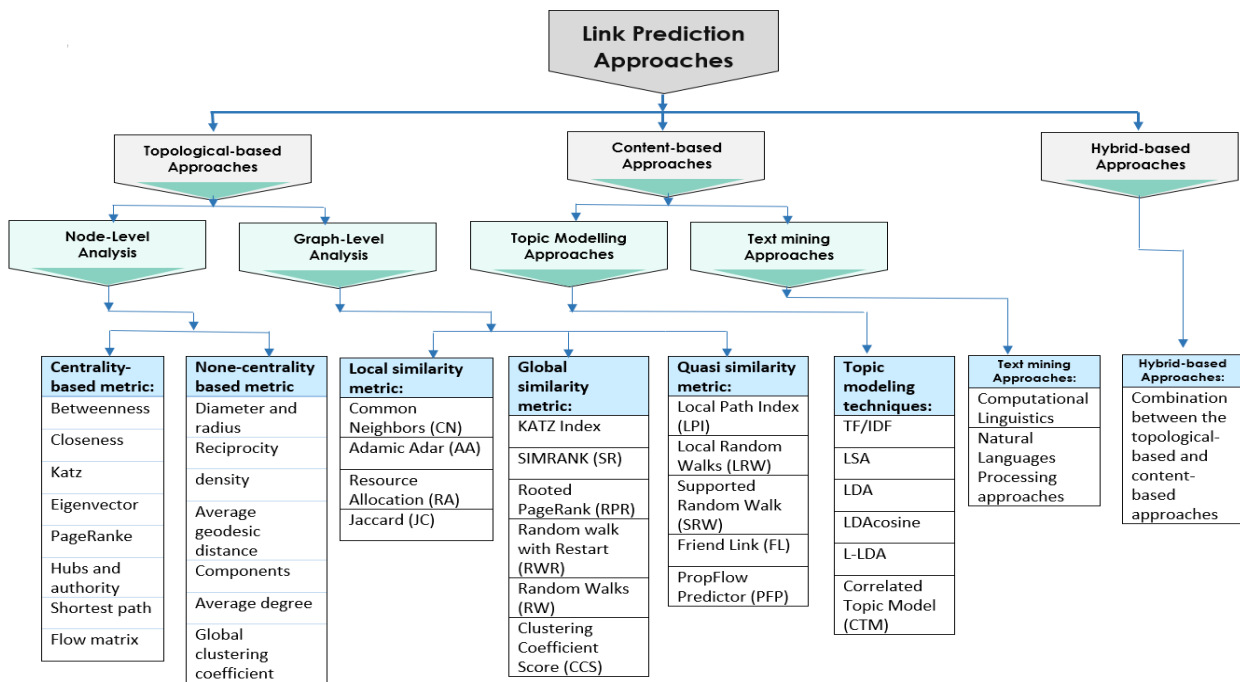 Link Prediction
Approaches
Topological-based
Approaches
Content-based
Approaches
Hybrid-based
Approaches
Node-Level
Analysis
Graph-Level
Analysis
Topic Modelling
Approaches
Text mining
Approaches
Centrality-
based metric:
Betweenness
Closeness
Katz
Eigenvector
PageRanke
Hubs and
authority
Shortest path
Flow matrix
None-centrality
based metric
Diameter and
radius
Reciprocity
density
Average
geodesic
distance
Components
Average degree
Global
clustering
coefficient
Local similarity
metric:
Common
Neighbors (CN)
Adamic Adar (AA)
Resource
Allocation (RA)
Jaccard (JC)
Global
similarity
metric:
KATZ Index
SIMRANK (SR)
Rooted
PageRank (RPR)
Random walk
with Restart
(RWR)
Random Walks
(RW)
Clustering
Coefficient
Score (CCS)
Quasi similarity
metric:
Local Path Index
(LPI)
Local Random
Walks (LRW)
Supported
Random Walk
(SRW)
Friend Link (FL)
PropFlow
Predictor (PFP)
Topic
modeling
techniques:
TF/IDF
LSA
LDA
LDAcosine
L-LDA
Correlated
Topic Model
(CTM)
Text mining
Approaches:
Computational
Linguistics
Natural
Languages
Processing
approaches
Hybrid-based
Approaches:
Combination
between the
topological-
based and
content-
based
approaches